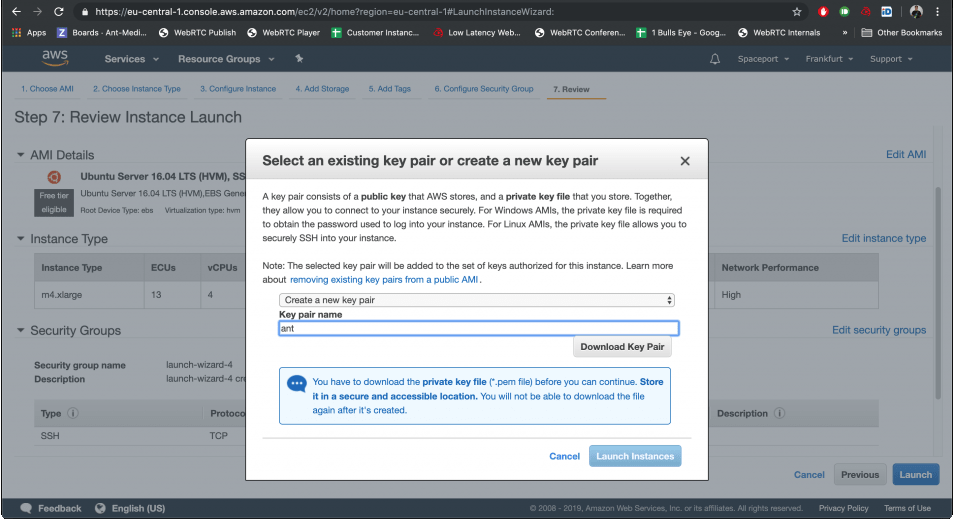 https://eu-central-1.console.aws.amazon.com/ec2/v2/home?region=eu-central-1#LaunchInstanceWizard:
Apps Z Boards - Ant-Medi... WebRTC Publish WebRTC Player Customer Instanc... Low Latency Web... WebRTC Conferen... 1 Bulls Eye - Goog... WebRTC Internals » Other Bookmarks
aws Services Resource Groups Spaceport Frankfurt Support
1. Choose AMI 2. Choose Instance Type 3. Configure Instance 4. Add Storage 5. Add Tags 6. Configure Security Group 7. Review
Step 7: Review Instance Launch
AMI Details Edit AMI
Ubuntu Server 16.04 LTS (HVM), SS
Free tier eligible
Ubuntu Server 16.04 LTS (HVM),EBS Gene
Root Device Type: ebs Virtualization type: hvm
Instance Type Edit instance type
Instance Type ECUs vCPUs Network Performance
m4.xlarge 13 4 High
Security Groups Edit security groups
Security group name launch-wizard-4
Description launch-wizard-4 cre
Type i Protoco Description i
SSH TCP
Select an existing key pair or create a new key pair
A key pair consists of a public key that AWS stores, and a private key file that you store. Together,
they allow you to connect to your instance securely. For Windows AMIs, the private key file is required
to obtain the password used to log into your instance. For Linux AMIs, the private key file allows you to
securely SSH into your instance.
Note: The selected key pair will be added to the set of keys authorized for this instance. Learn more
about removing existing key pairs from a public AMI.
Create a new key pair
Key pair name
ant
Download Key Pair
You have to download the private key file (*.pem file) before you can continue. Store
it in a secure and accessible location. You will not be able to download the file
again after it's created.
Cancel Launch Instances
Cancel Previous Launch
Feedback English (US) © 2008 - 2019, Amazon Web Services, Inc. or its affiliates. All rights reserved. Privacy Policy Terms of Use